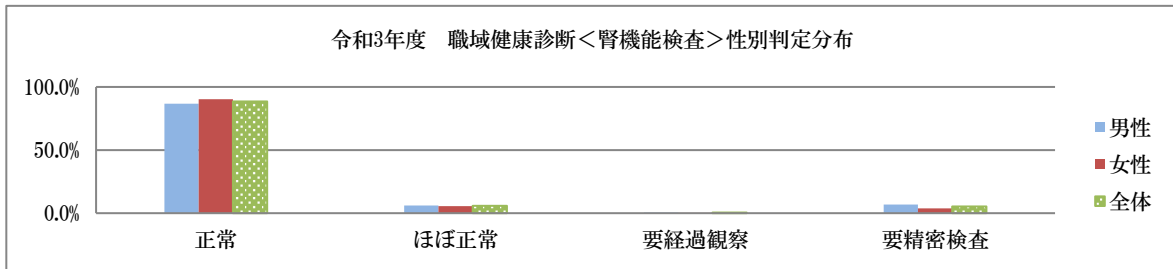 令和3年度　職域健康診断＜腎機能検査＞性別判定分布
100.0%
50.0%
0.0%
正常
ほぼ正常
要経過観察
要精密検査
男性
女性
全体